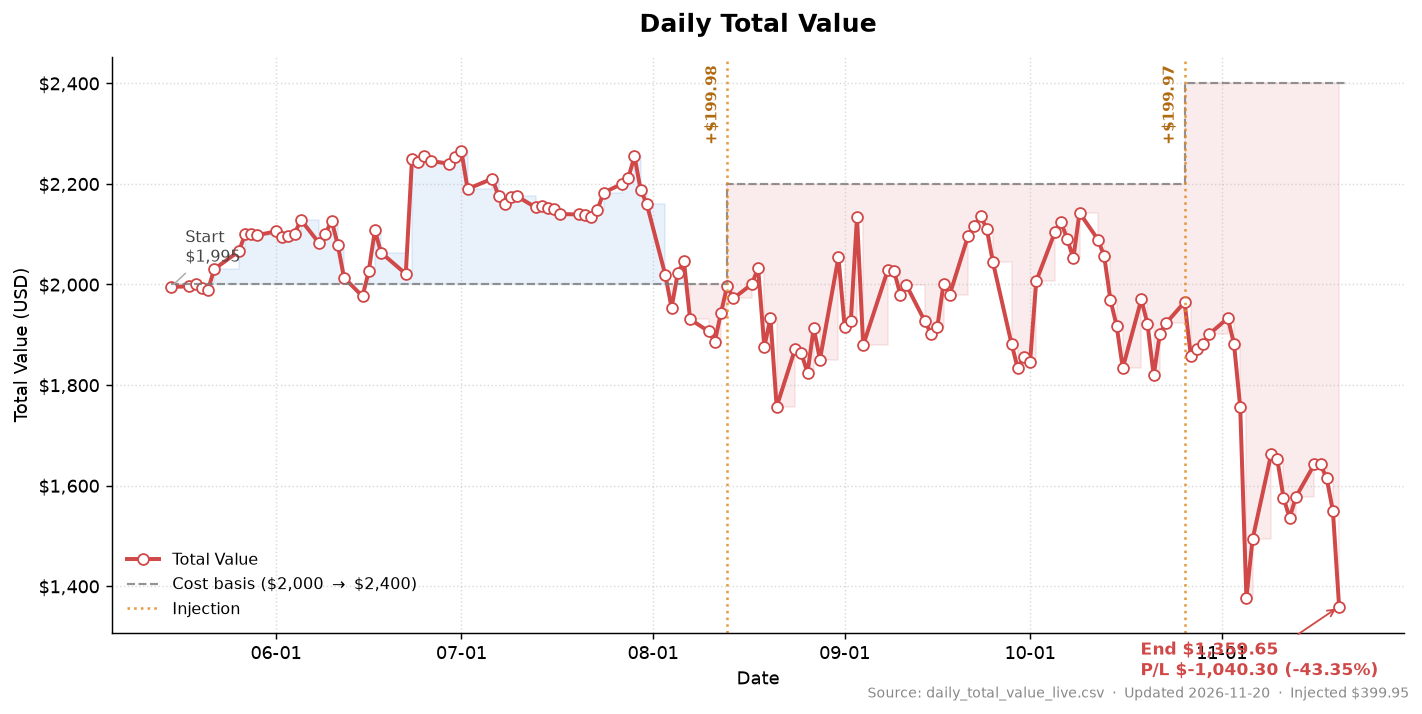 Daily Total Value
Total Value (USD)
$2,400
$2,200
$2,000
$1,800
$1,600
$1,400
+$199.98
+$199.97
Start
$1,995
Total Value
Cost basis ($2,000 → $2,400)
Injection
06-01
07-01
08-01
09-01
10-01
11-01
Date
End $1,359.65
P/L $-1,040.30 (-43.35%)
Source: daily_total_value_live.csv · Updated 2026-11-20 · Injected $399.95